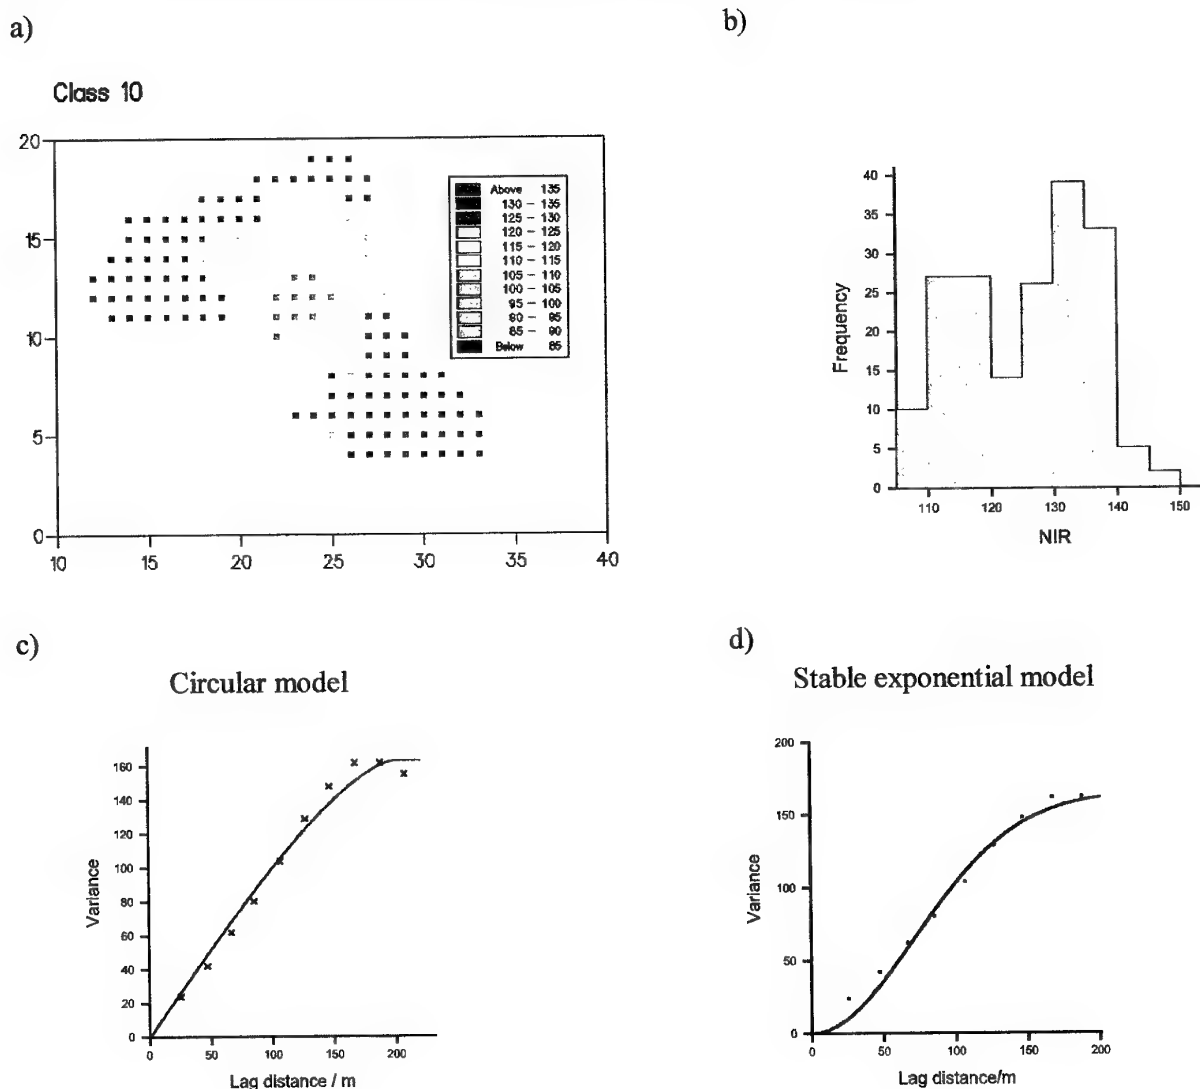 a)
Class 10
20
15
10
5
0
10 15 20 25 30 35 40
Above 135
130 – 135
125 – 130
120 – 125
115 – 120
110 – 115
105 – 110
100 – 105
95 – 100
90 – 95
85 – 90
Below 85
b)
Frequency
40
35
30
25
20
15
10
5
0
110 120 130 140 150
NIR
c)
Circular model
Variance
160
140
120
100
80
60
40
20
0
0 50 100 150 200
Lag distance / m
d)
Stable exponential model
Variance
200
150
100
50
0
0 50 100 150 200
Lag distance/m